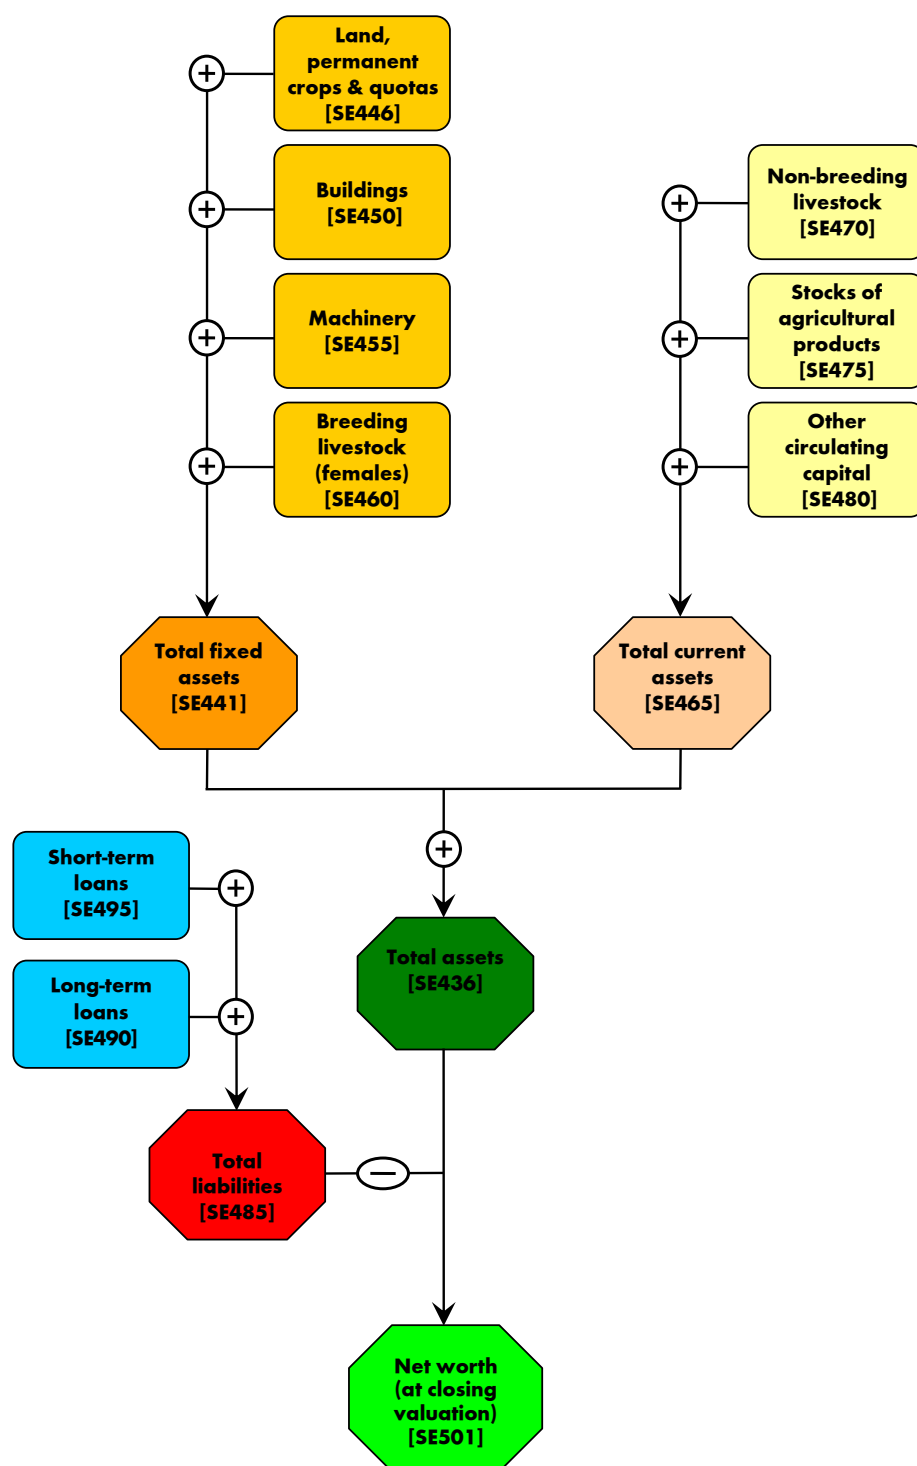 Land,
permanent
crops & quotas
[SE446]
Buildings
[SE450]
Machinery
[SE455]
Breeding
livestock
(females)
[SE460]
Non-breeding
livestock
[SE470]
Stocks of
agricultural
products
[SE475]
Other
circulating
capital
[SE480]
Total fixed
assets
[SE441]
Total current
assets
[SE465]
Short-term
loans
[SE495]
Long-term
loans
[SE490]
Total assets
[SE436]
Total
liabilities
[SE485]
Net worth
(at closing
valuation)
[SE501]